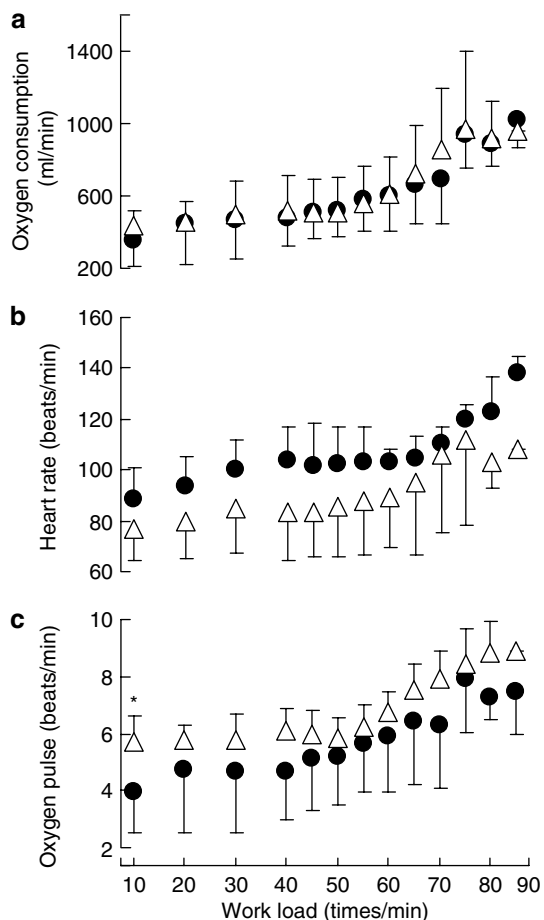 a
Oxygen consumption
(ml/min)
1400
1000
600
200
b
Heart rate (beats/min)
160
140
120
100
80
60
c
Oxygen pulse (beats/min)
10
8
6
4
2
*
10 20 30 40 50 60 70 80 90
Work load (times/min)